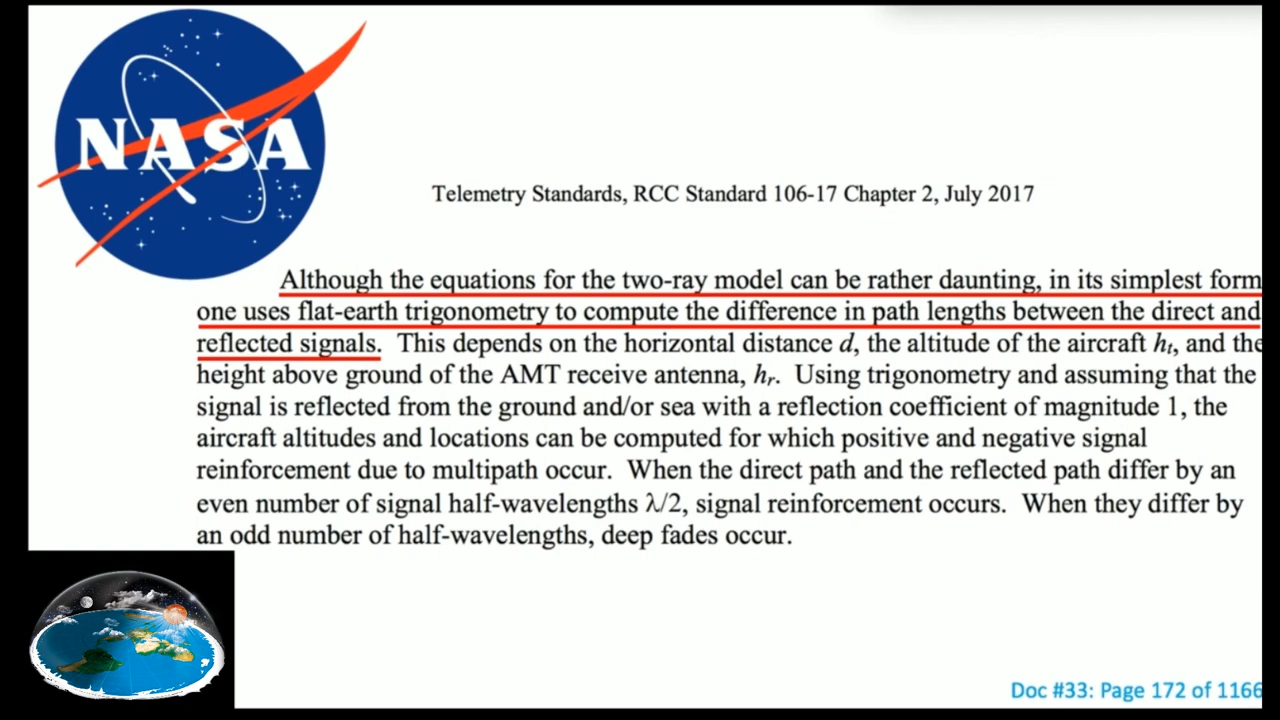 NASA
Telemetry Standards, RCC Standard 106-17 Chapter 2, July 2017
Although the equations for the two-ray model can be rather daunting, in its simplest form
one uses flat-earth trigonometry to compute the difference in path lengths between the direct and
reflected signals. This depends on the horizontal distance d, the altitude of the aircraft hₜ, and the
height above ground of the AMT receive antenna, hᵣ. Using trigonometry and assuming that the
signal is reflected from the ground and/or sea with a reflection coefficient of magnitude 1, the
aircraft altitudes and locations can be computed for which positive and negative signal
reinforcement due to multipath occur. When the direct path and the reflected path differ by an
even number of signal half-wavelengths λ/2, signal reinforcement occurs. When they differ by
an odd number of half-wavelengths, deep fades occur.
Doc #33: Page 172 of 1166